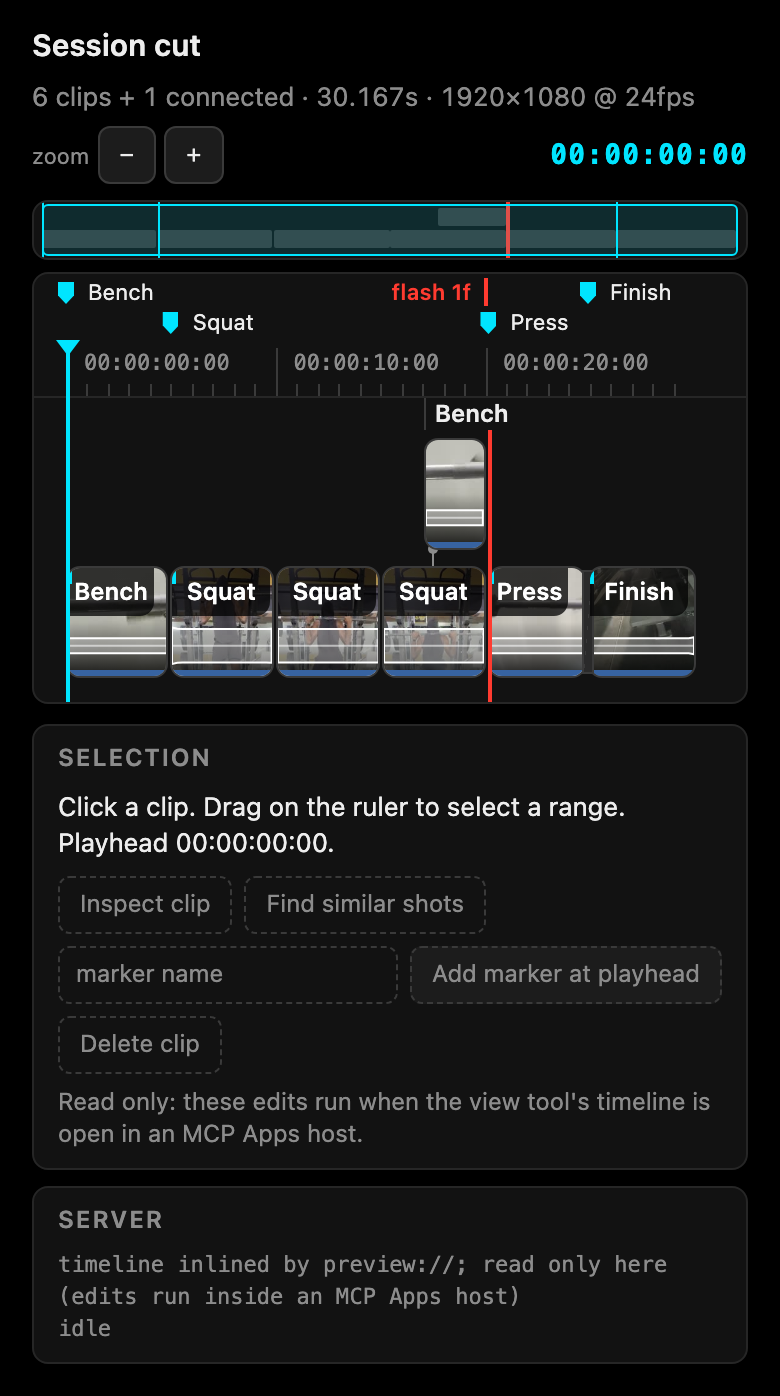 Session cut
6 clips + 1 connected · 30.167s · 1920×1080 @ 24fps
zoom − + 00:00:00:00
Bench flash 1f Finish
Squat Press
00:00:00:00 00:00:10:00 00:00:20:00
Bench
Bench Squat Squat Squat Press Finish
SELECTION
Click a clip. Drag on the ruler to select a range.
Playhead 00:00:00:00.
Inspect clip Find similar shots
marker name Add marker at playhead
Delete clip
Read only: these edits run when the view tool's timeline is
open in an MCP Apps host.
SERVER
timeline inlined by preview://; read only here
(edits run inside an MCP Apps host)
idle